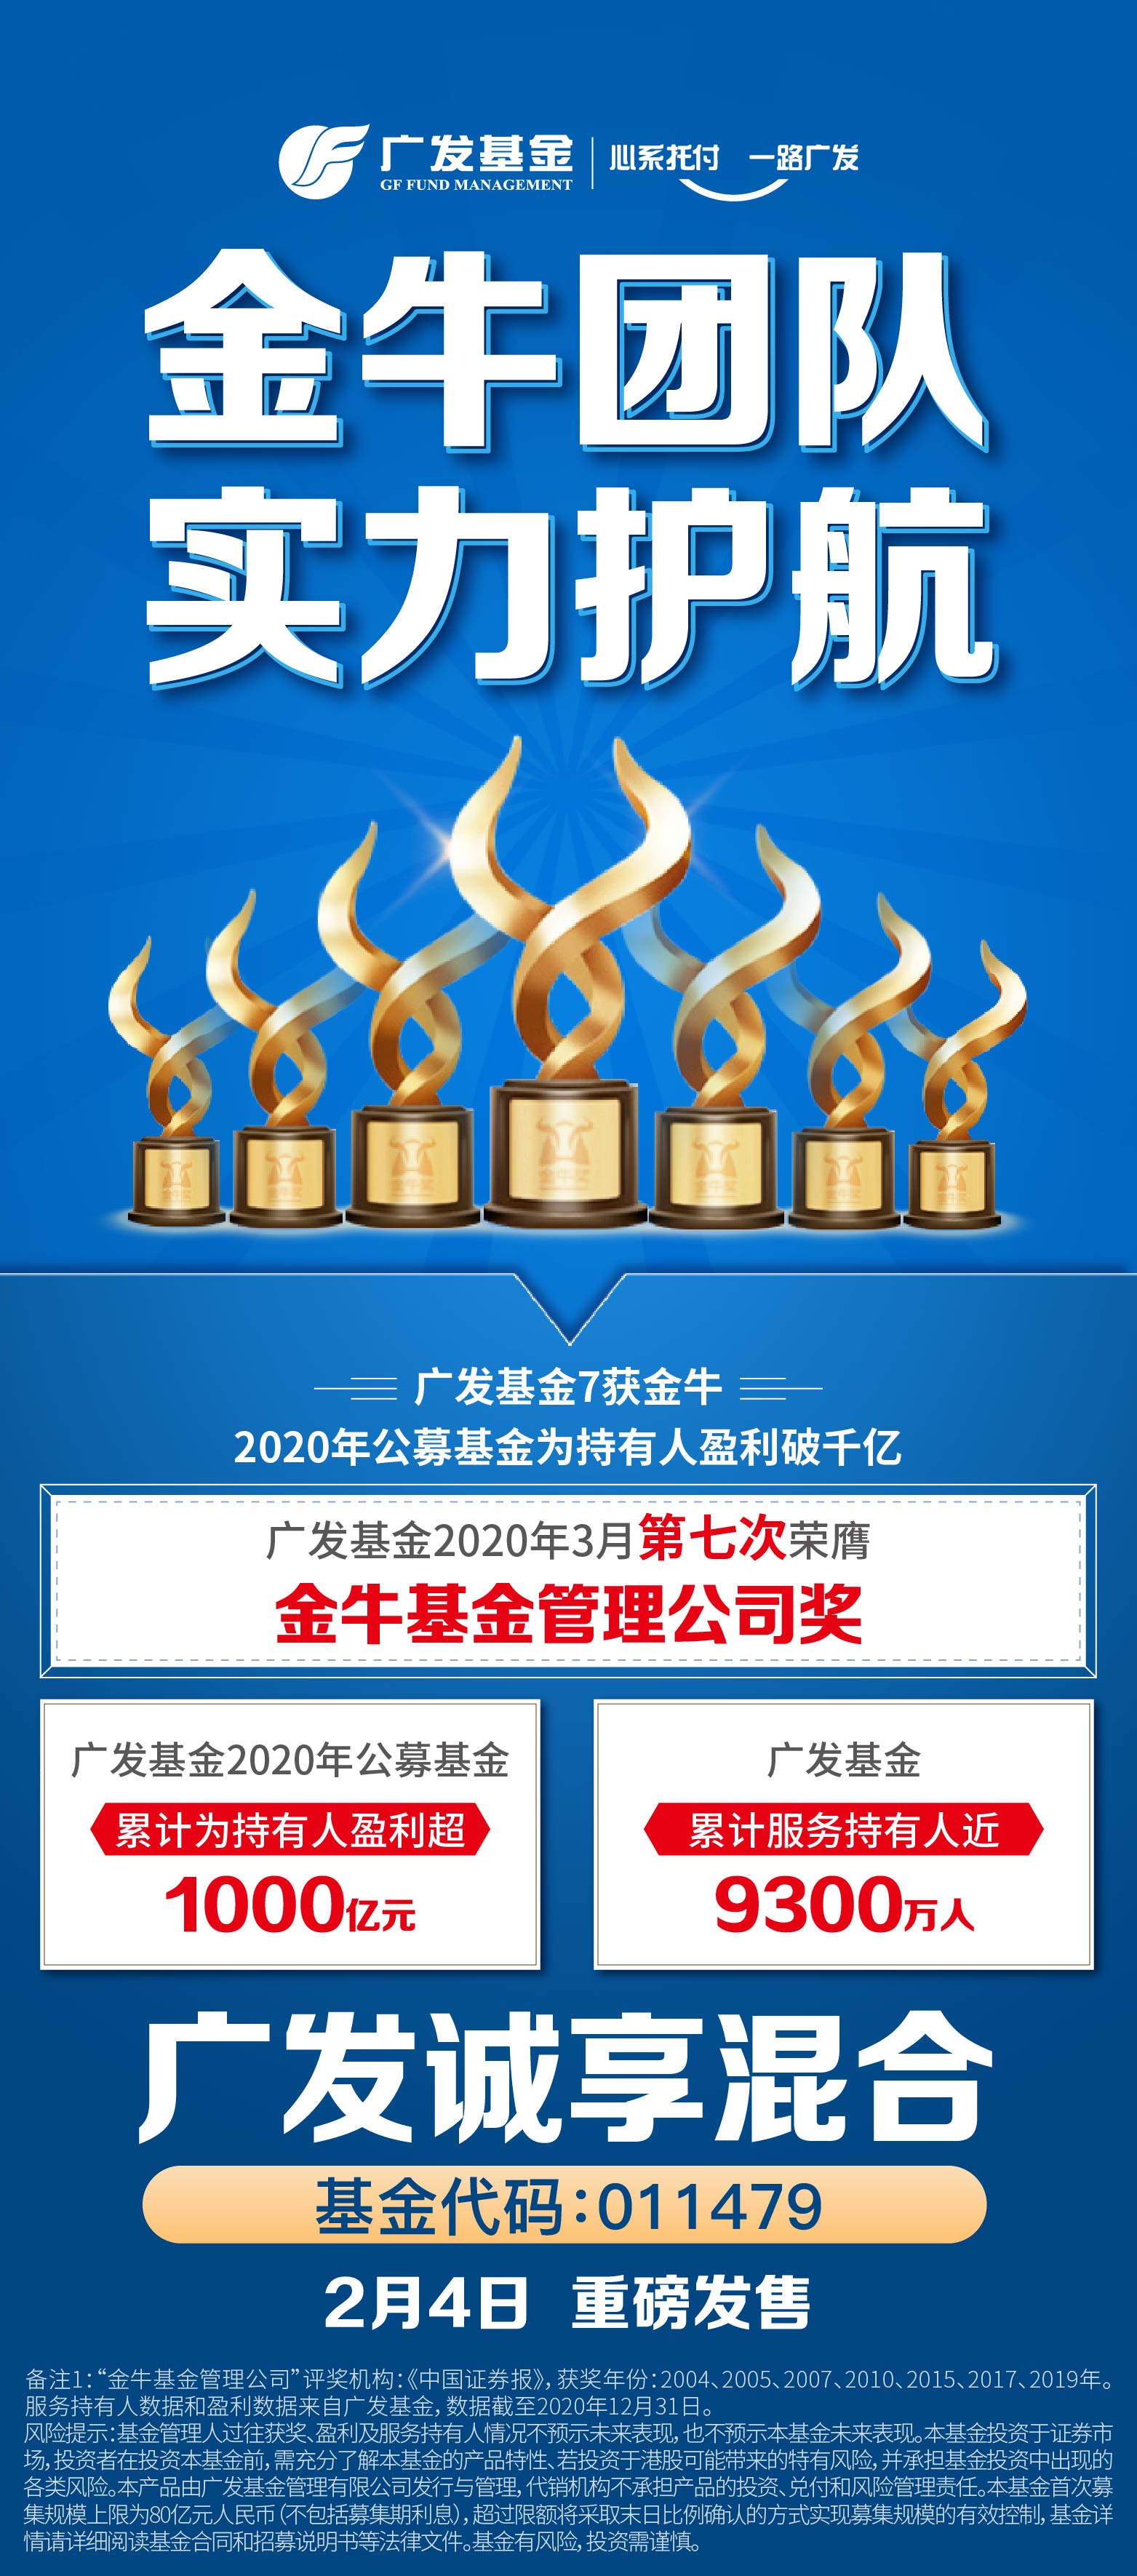 广发基金
GF FUND MANAGEMENT
心系托付 一路广发
金牛团队
实力护航
广发基金7获金牛
2020年公募基金为持有人盈利破千亿
广发基金2020年3月第七次荣膺
金牛基金管理公司奖
广发基金2020年公募基金
累计为持有人盈利超
1000亿元
广发基金
累计服务持有人近
9300万人
广发诚享混合
基金代码:011479
2月4日 重磅发售
备注1:“金牛基金管理公司”评奖机构:《中国证券报》,获奖年份:2004、2005、2007、2010、2015、2017、2019年。
服务持有人数据和盈利数据来自广发基金,数据截至2020年12月31日。
风险提示:基金管理人过往获奖、盈利及服务持有人情况不预示未来表现,也不预示本基金未来表现。本基金投资于证券市
场,投资者在投资本基金前,需充分了解本基金的产品特性、若投资于港股可能带来的特有风险,并承担基金投资中出现的
各类风险。本产品由广发基金管理有限公司发行与管理,代销机构不承担产品的投资、兑付和风险管理责任。本基金首次募
集规模上限为80亿元人民币(不包括募集期利息),超过限额将采取末日比例确认的方式实现募集规模的有效控制,基金详
情请详细阅读基金合同和招募说明书等法律文件。基金有风险,投资需谨慎。